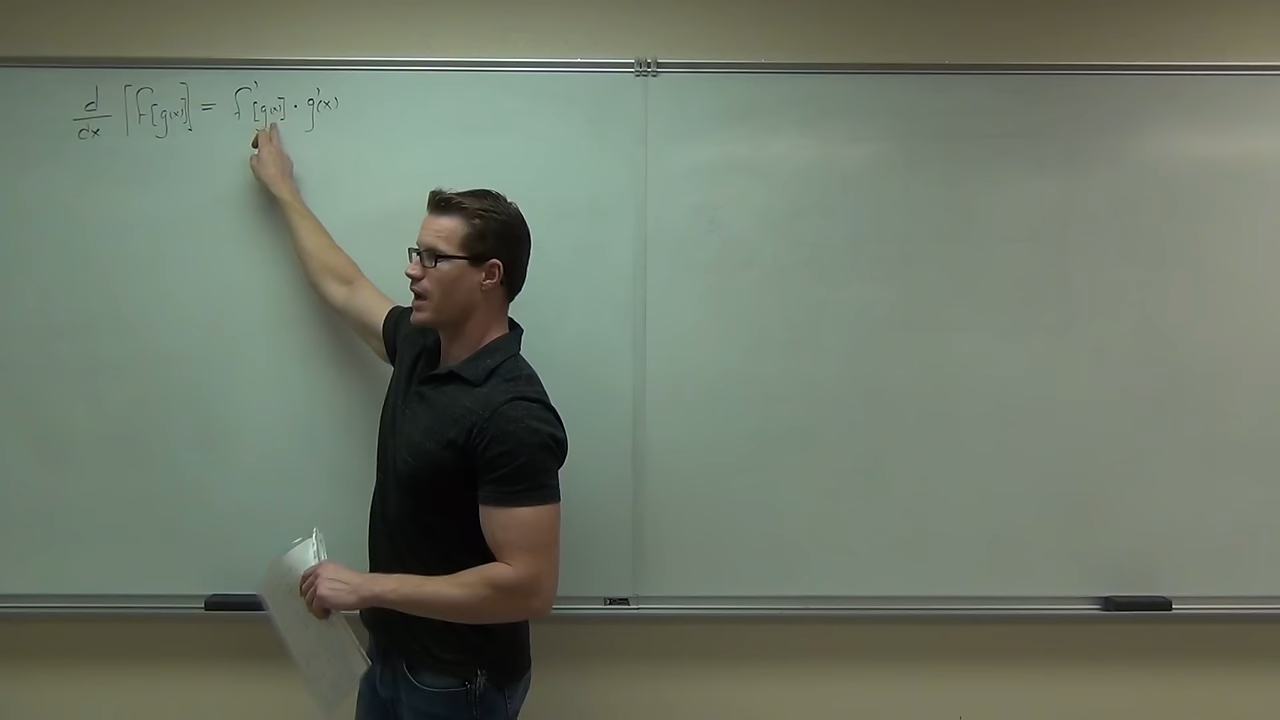 d/dx [f[g(x)]] = f'[g(x)] · g'(x)